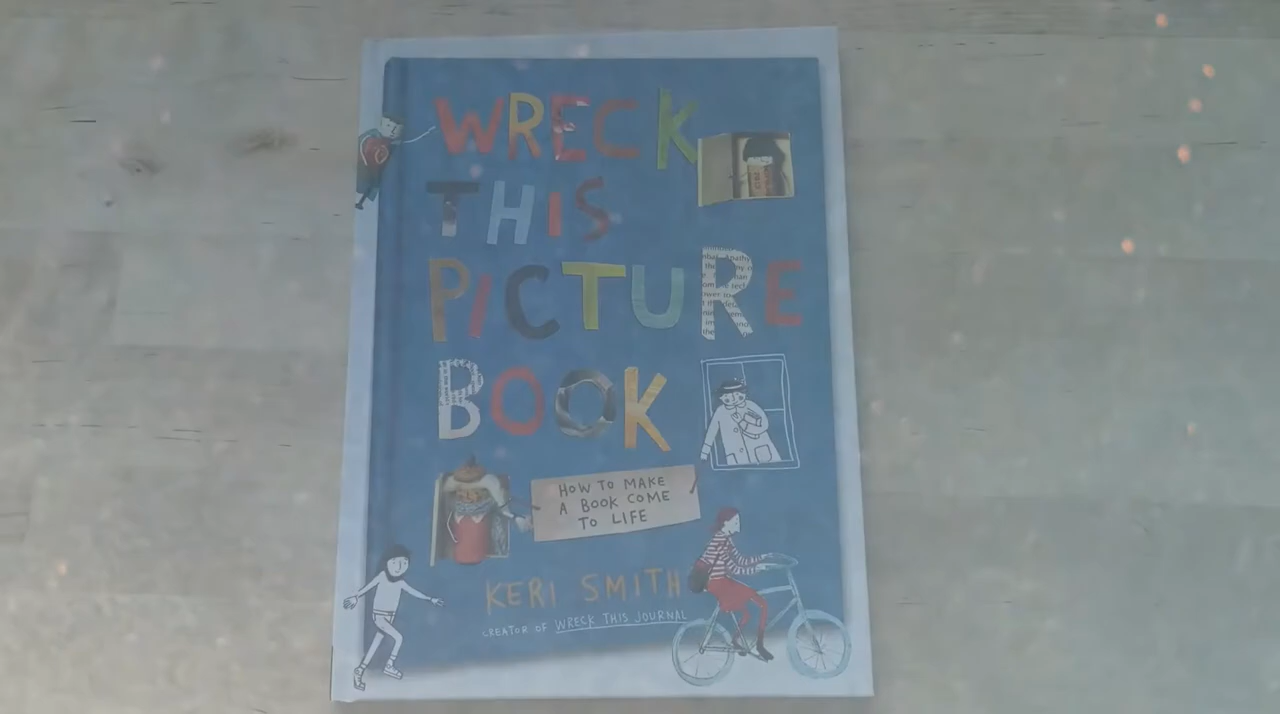 WRECK
THIS
PICTURE
BOOK
HOW TO MAKE
A BOOK COME
TO LIFE
KERI SMITH
CREATOR OF WRECK THIS JOURNAL